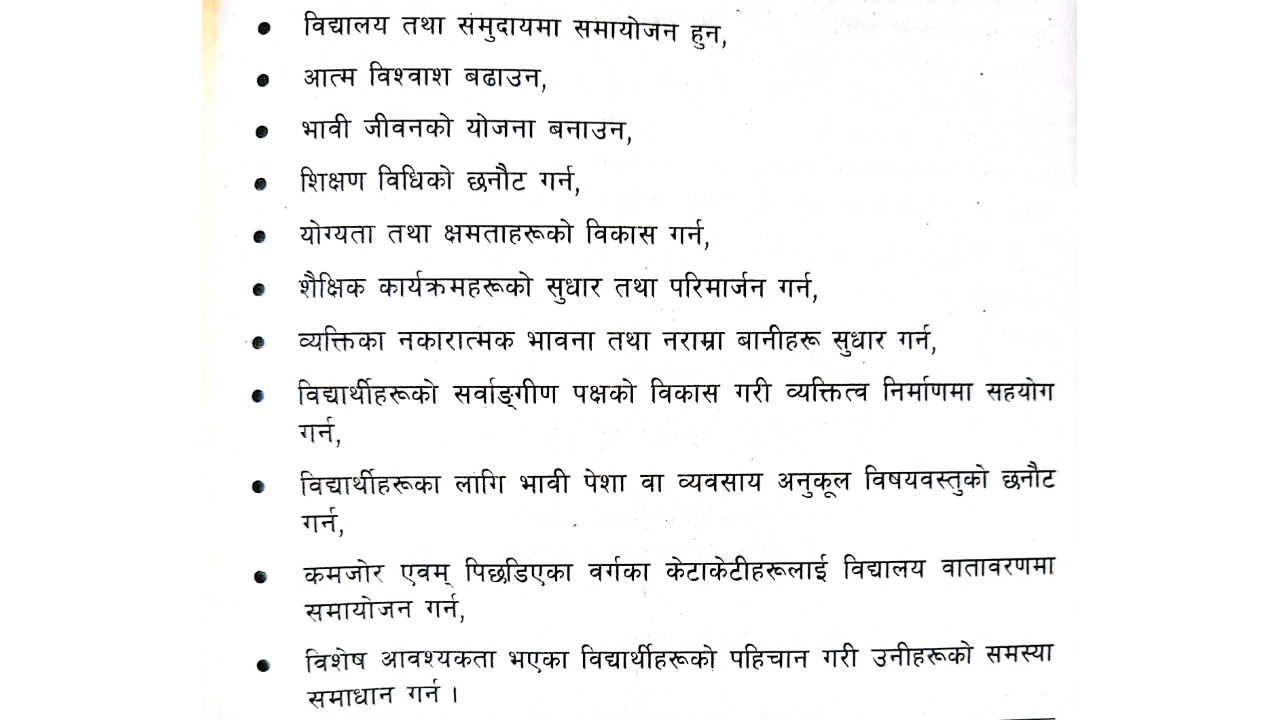 • विद्यालय तथा संमुदायमा समायोजन हुन,
• आत्म विश्वाश बढाउन,
• भावी जीवनको योजना बनाउन,
• शिक्षण विधिको छनौट गर्न,
• योग्यता तथा क्षमताहरूको विकास गर्न,
• शैक्षिक कार्यक्रमहरूको सुधार तथा परिमार्जन गर्न,
• व्यक्तिका नकारात्मक भावना तथा नराम्रा बानीहरू सुधार गर्न,
• विद्यार्थीहरूको सर्वाङ्गीण पक्षको विकास गरी व्यक्तित्व निर्माणमा सहयोग
गर्न,
• विद्यार्थीहरूका लागि भावी पेशा वा व्यवसाय अनुकूल विषयवस्तुको छनौट
गर्न,
• कमजोर एवम् पिछडिएका वर्गका केटाकेटीहरूलाई विद्यालय वातावरणमा
समायोजन गर्न,
• विशेष आवश्यकता भएका विद्यार्थीहरूको पहिचान गरी उनीहरूको समस्या
समाधान गर्न ।